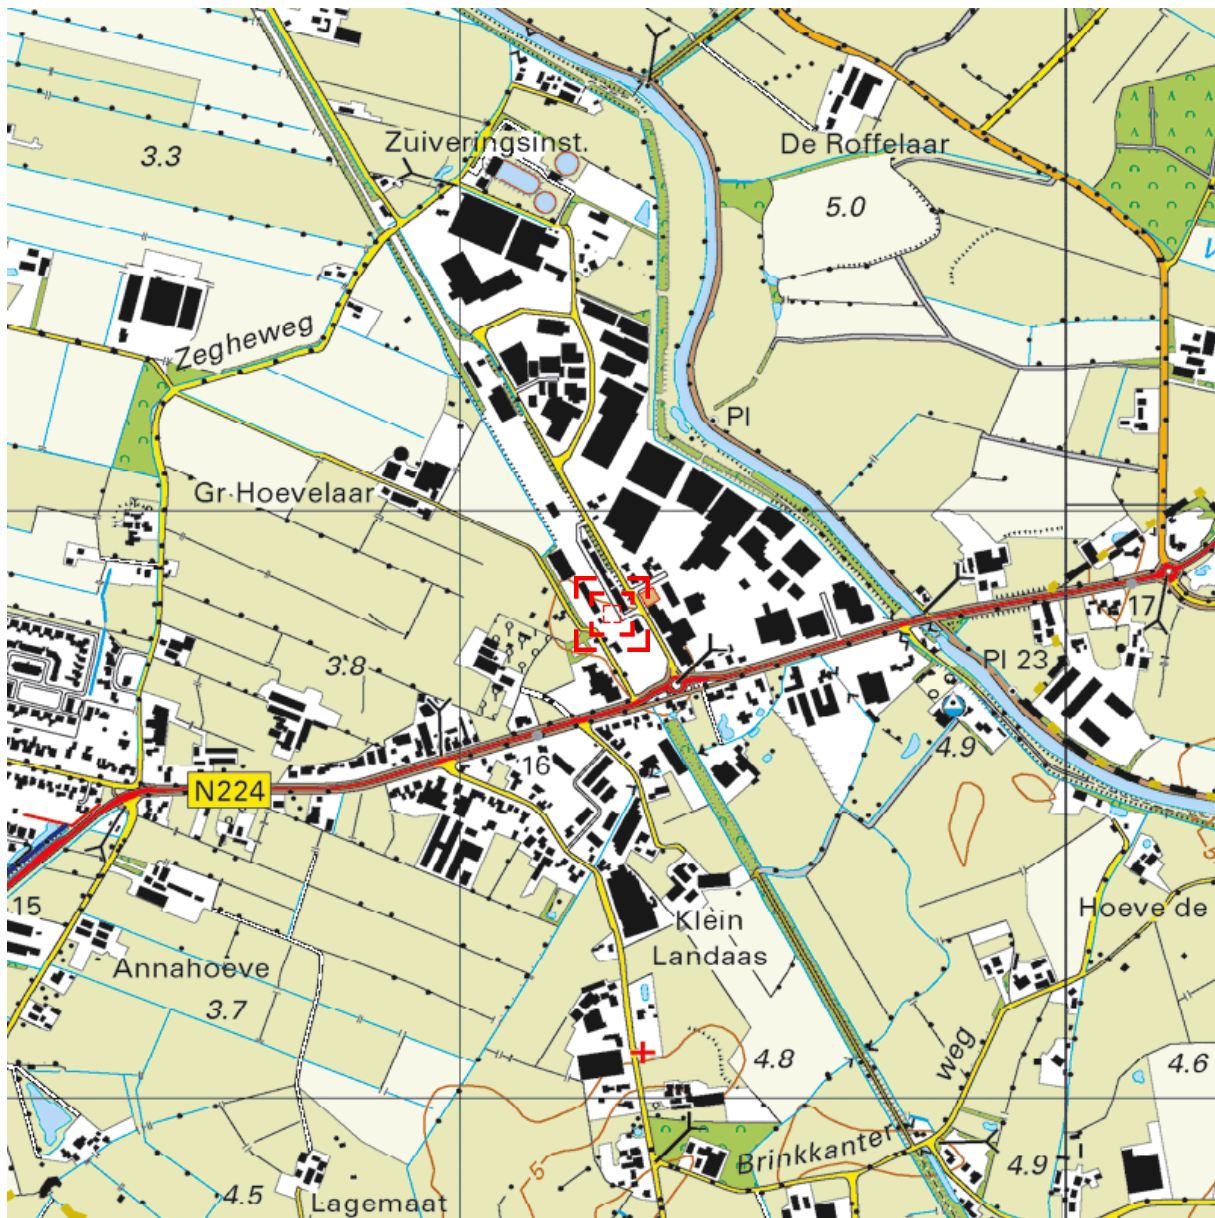 Zuiveringsinst.
De Roffelaar
3.3
5.0
Zegheweg
Pl
Gr Hoevelaar
17
3.8
Pl 23
4.9
16
N224
15
Klein
Landaas
Hoeve de
Annahoeve
3.7
weg
4.8
4.6
Brinkkanter
5
4.9
4.5
Lagemaat